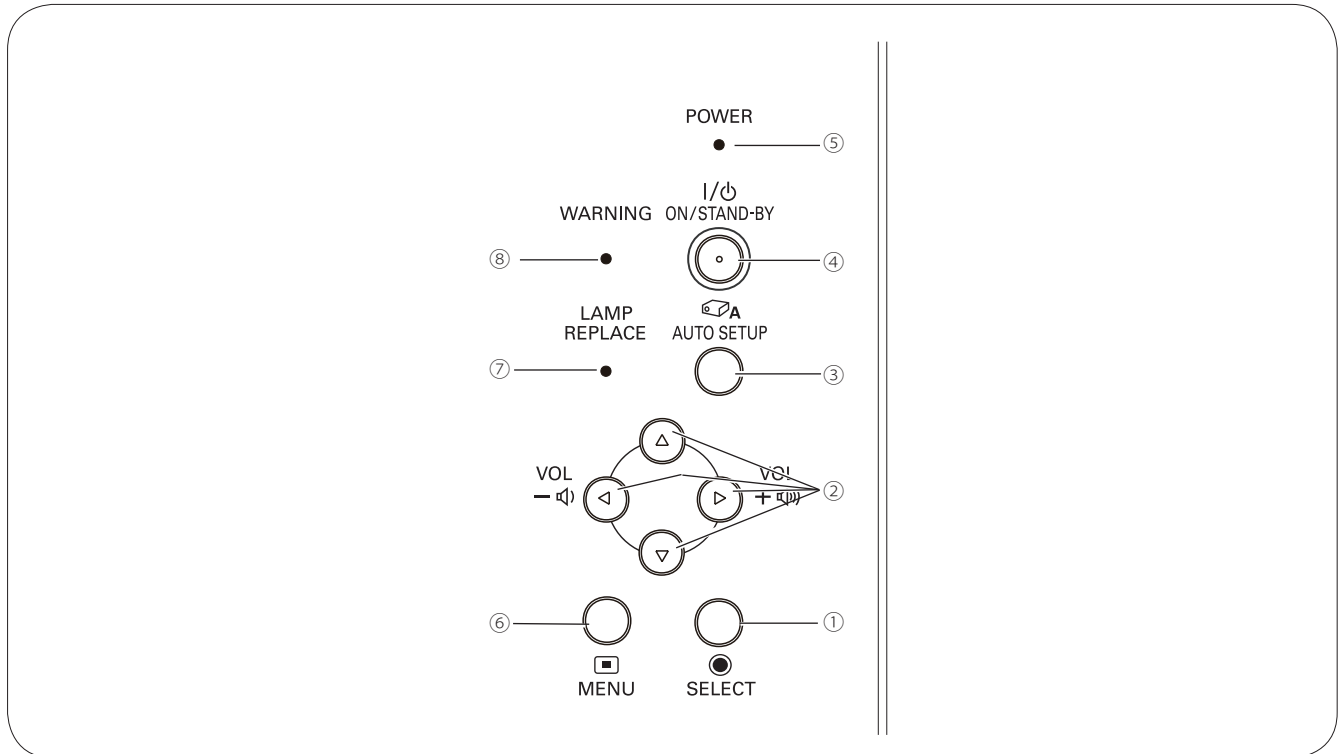 POWER
⑤
I/⏻
WARNING ON/STAND-BY
⑧
④
LAMP
REPLACE
A
AUTO SETUP
⑦
③
VOL
−
VOL
+
②
⑥
①
MENU
SELECT